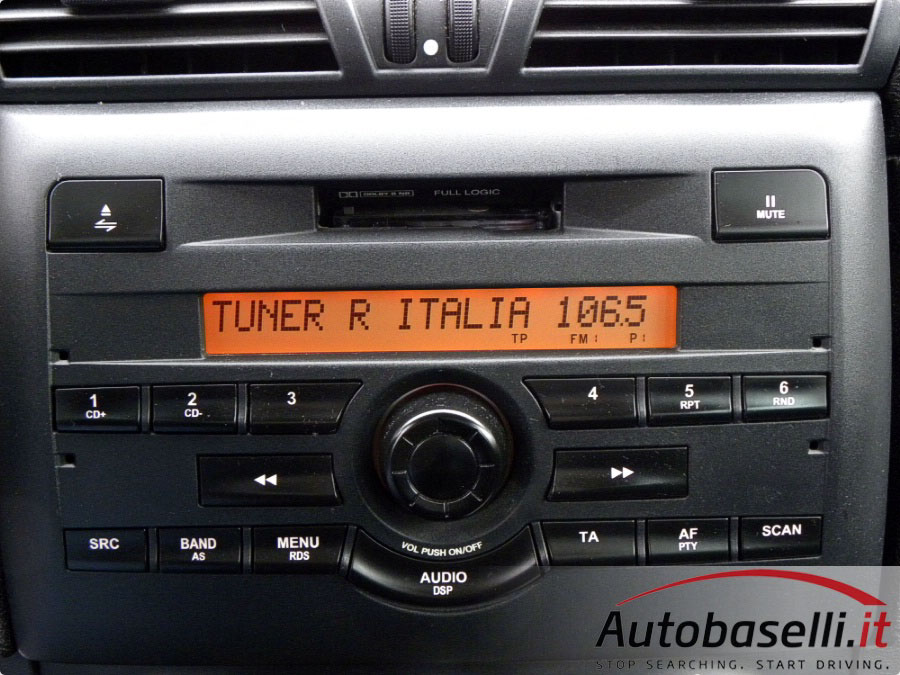 FULL LOGIC
MUTE
TUNER R ITALIA 106.5
TP FM: P:
1 2 3 4 5 6
CD+ CD- RPT RND
SRC BAND MENU TA AF SCAN
AS RDS PTY
VOL PUSH ON/OFF
AUDIO
DSP
Autobaselli.it
STOP SEARCHING. START DRIVING.